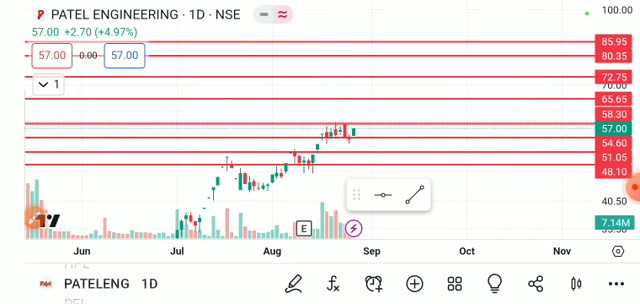 PATEL ENGINEERING · 1D · NSE
57.00 +2.70 (+4.97%)
57.00 0.00 57.00
1
100.00
85.95
80.35
72.75
70.00
65.65
58.30
57.00
54.60
51.05
48.10
40.50
7.14M
E
Jun Jul Aug Sep Oct Nov
PATELENG 1D